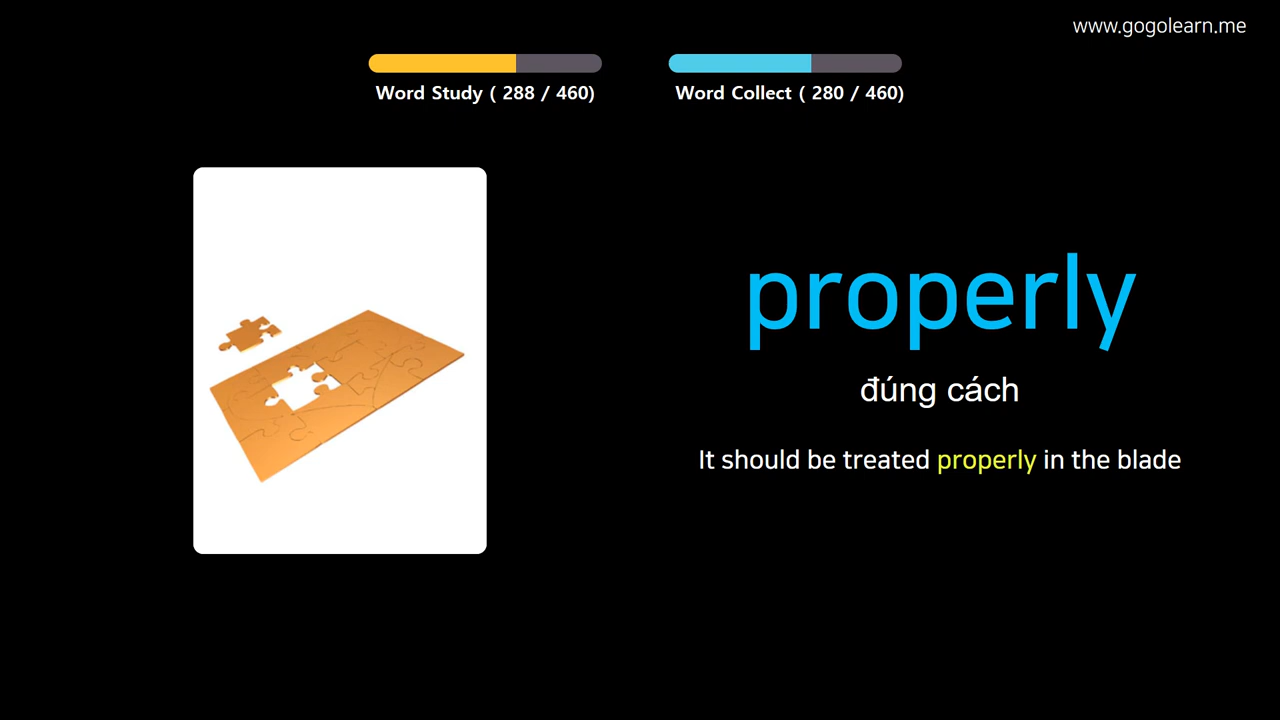 www.gogolearn.me
Word Study ( 288 / 460)
Word Collect ( 280 / 460)
properly
đúng cách
It should be treated properly in the blade